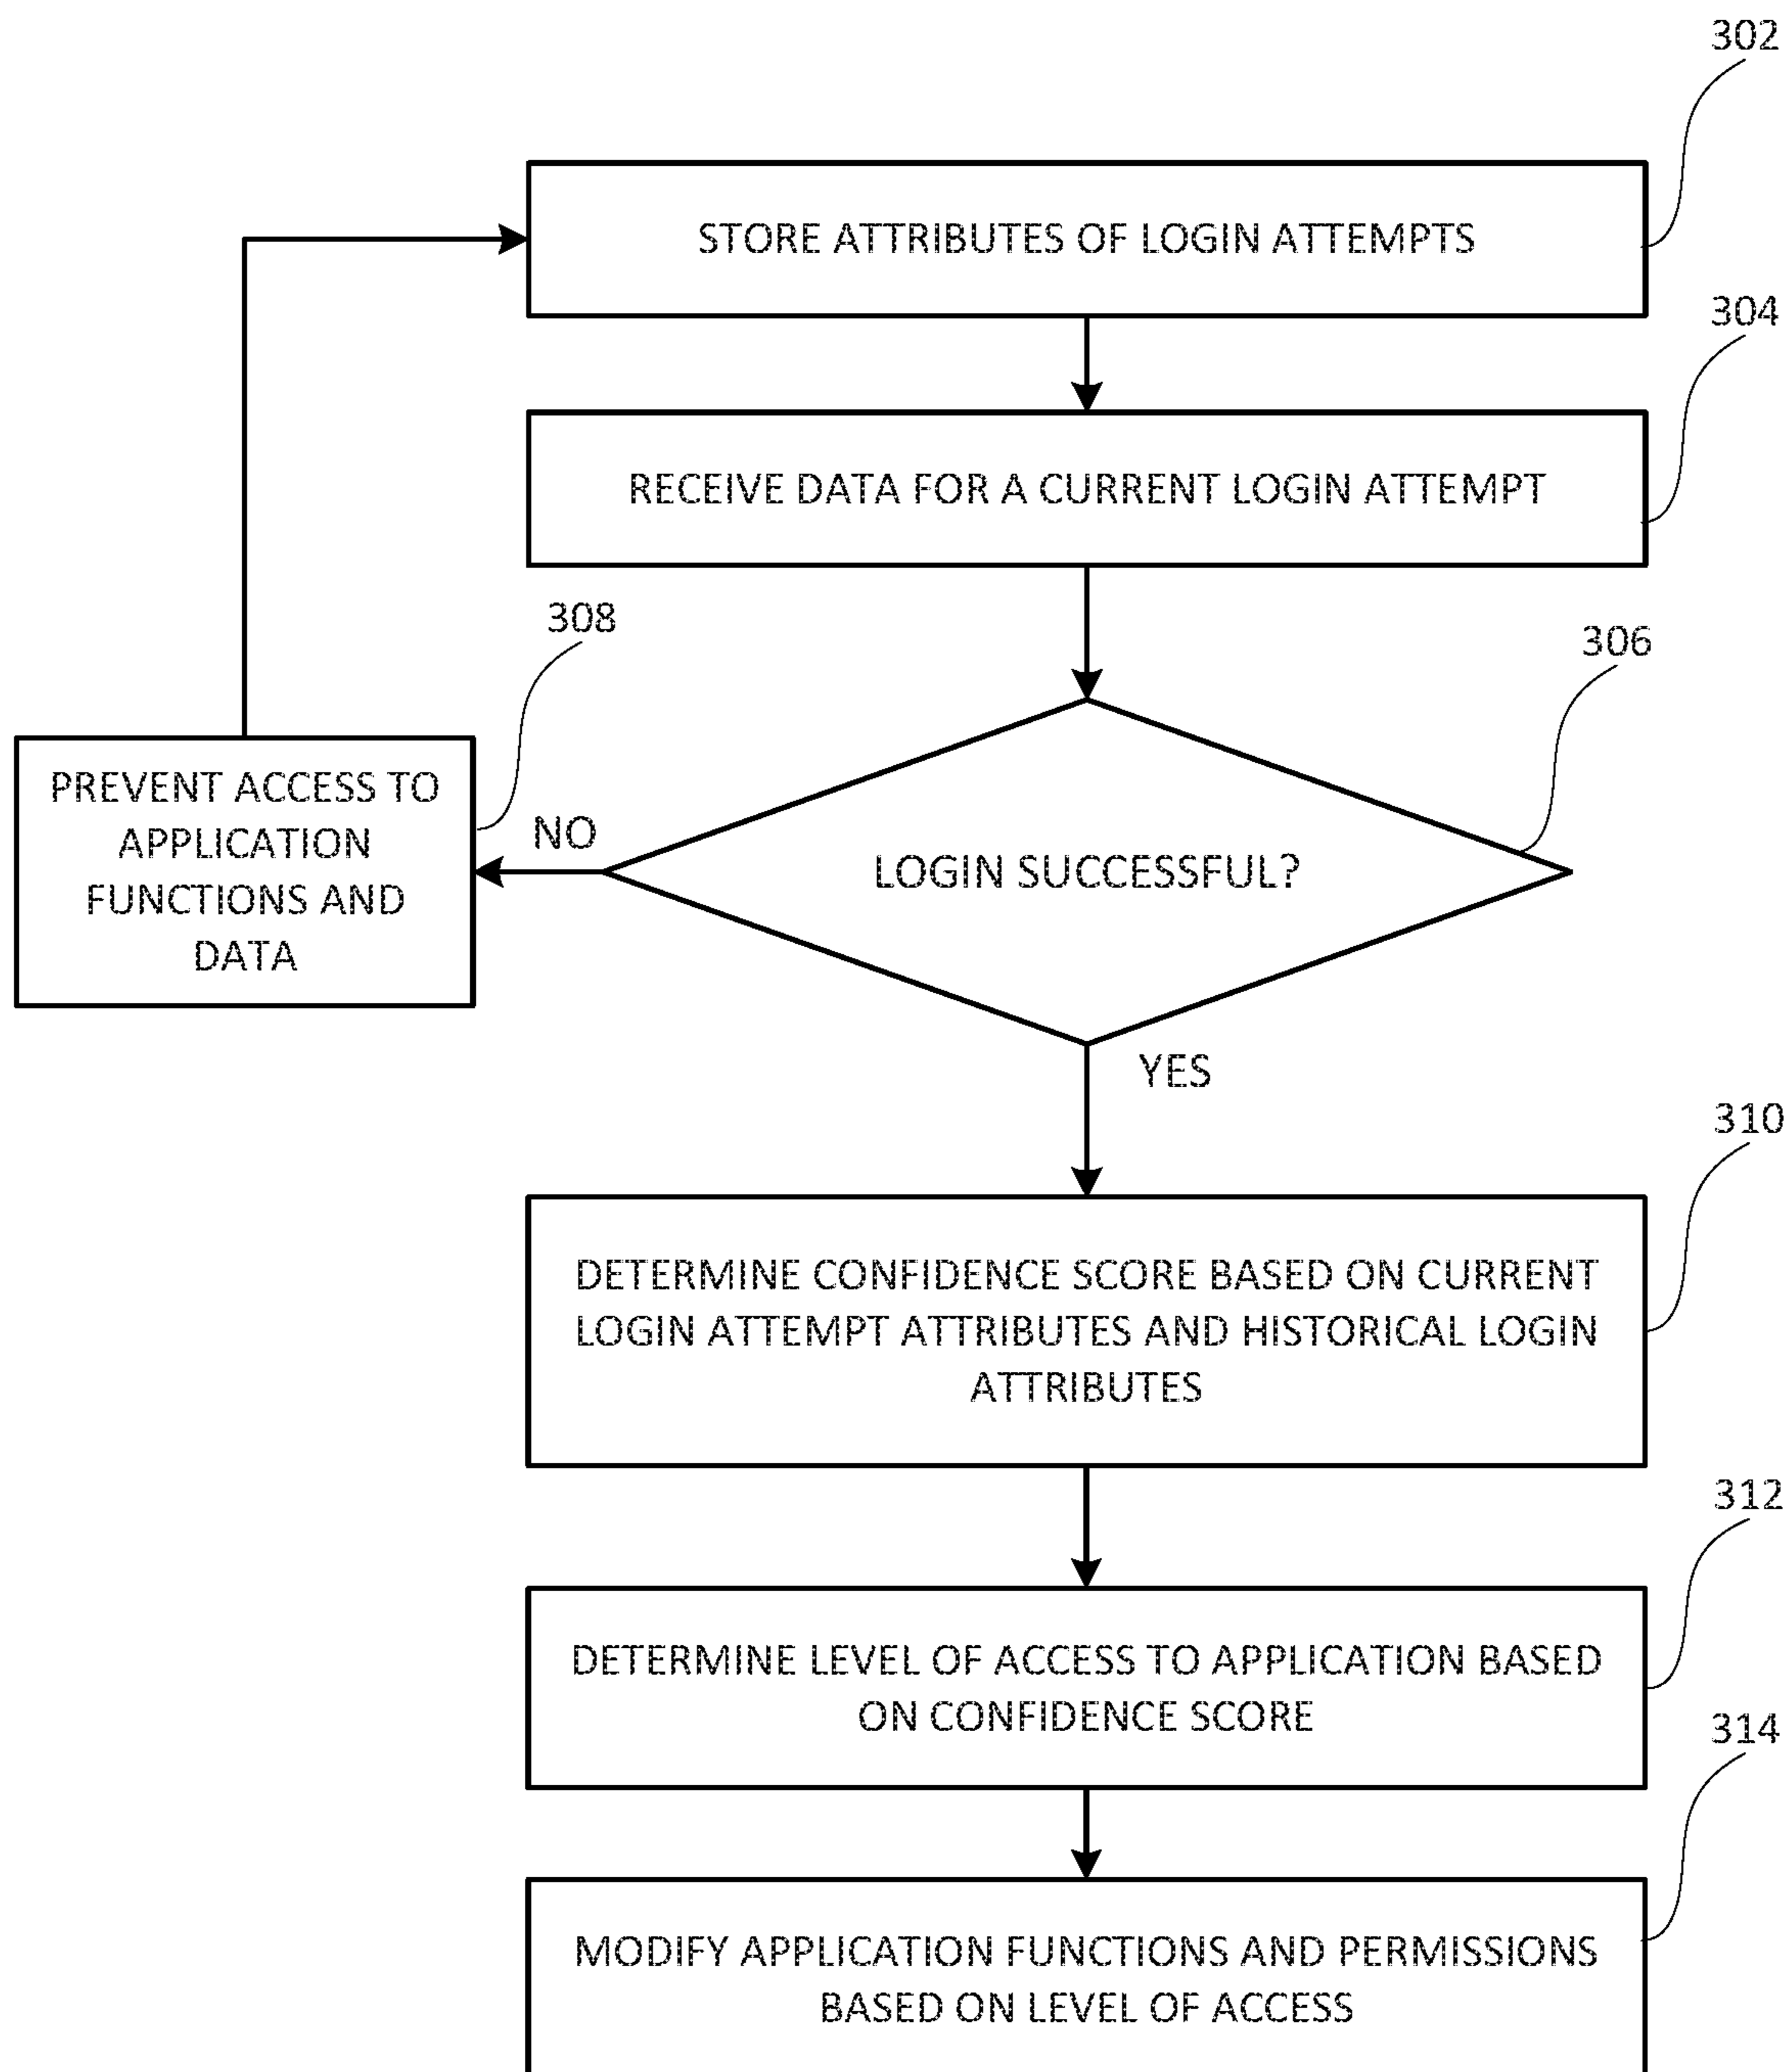 302
STORE ATTRIBUTES OF LOGIN ATTEMPTS
304
RECEIVE DATA FOR A CURRENT LOGIN ATTEMPT
308
306
PREVENT ACCESS TO
APPLICATION
FUNCTIONS AND
DATA
NO
LOGIN SUCCESSFUL?
YES
310
DETERMINE CONFIDENCE SCORE BASED ON CURRENT
LOGIN ATTEMPT ATTRIBUTES AND HISTORICAL LOGIN
ATTRIBUTES
312
DETERMINE LEVEL OF ACCESS TO APPLICATION BASED
ON CONFIDENCE SCORE
314
MODIFY APPLICATION FUNCTIONS AND PERMISSIONS
BASED ON LEVEL OF ACCESS